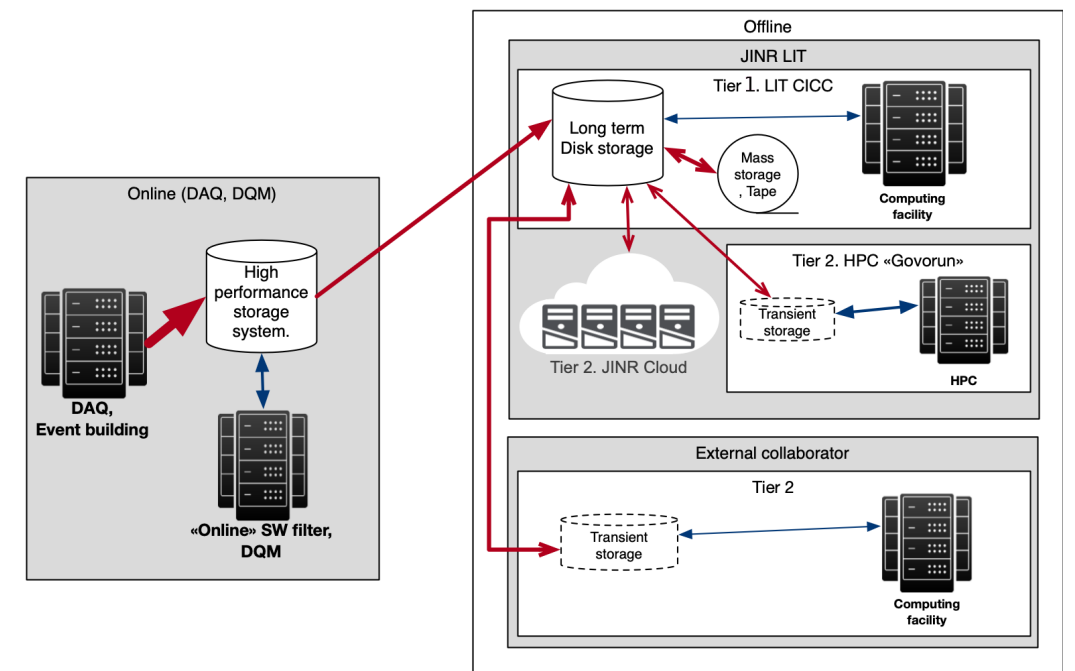 Offline
JINR LIT
Tier 1. LIT CICC
Long term
Disk storage
Mass
storage
, Tape
Computing
facility
Online (DAQ, DQM)
High
performance
storage
system.
DAQ,
Event building
«Online» SW filter,
DQM
Tier 2. HPC «Govorun»
Transient
storage
HPC
Tier 2. JINR Cloud
External collaborator
Tier 2
Transient
storage
Computing
facility